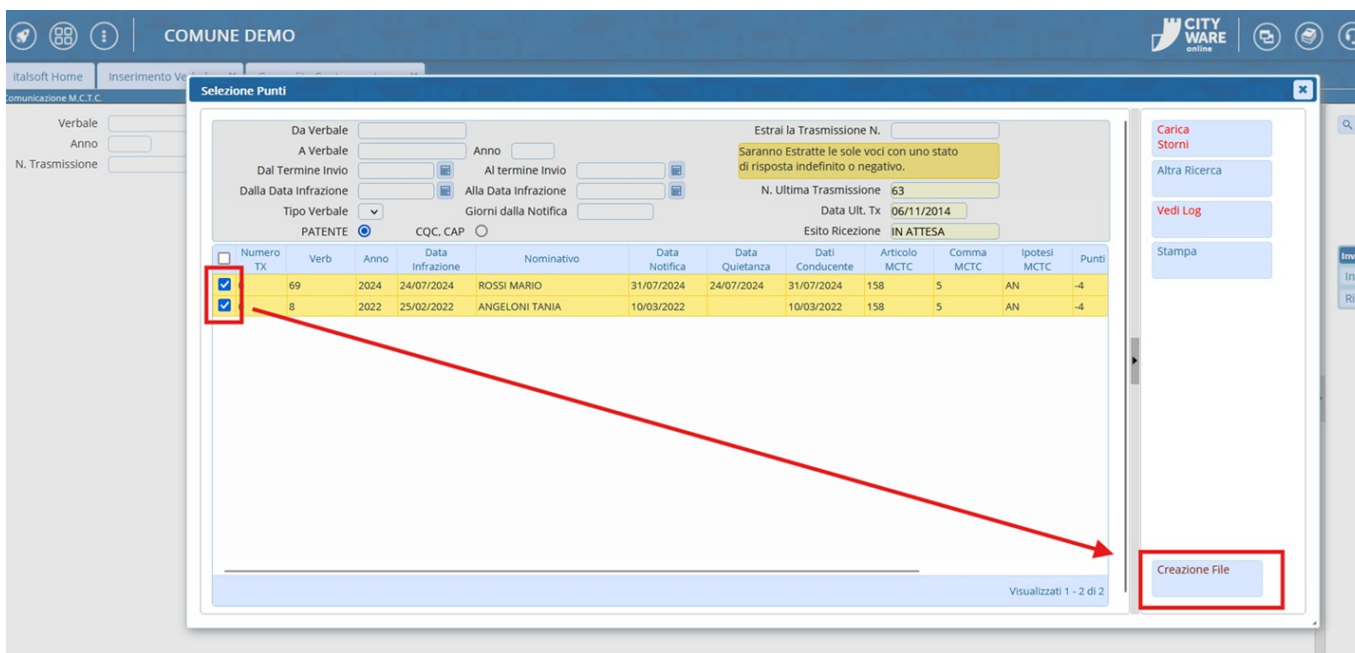 COMUNE DEMO
CITY
WARE
online
italsoft Home
Inserimento
Comunicazione M.C.T.C.
Verbale
Anno
N. Trasmissione
Selezione Punti
Da Verbale
Estrai la Trasmissione N.
A Verbale
Anno
Saranno Estratte le sole voci con uno stato
di risposta indefinito o negativo.
Dal Termine Invio
Al termine Invio
Dalla Data Infrazione
Alla Data Infrazione
N. Ultima Trasmissione 63
Tipo Verbale
Giorni dalla Notifica
Data Ult. Tx 06/11/2014
PATENTE
CQC, CAP
Esito Ricezione IN ATTESA
Numero TX Verb Anno Data Infrazione Nominativo Data Notifica Data Quietanza Dati Conducente Articolo MCTC Comma MCTC Ipotesi MCTC Punti
69 2024 24/07/2024 ROSSI MARIO 31/07/2024 24/07/2024 31/07/2024 158 5 AN -4
8 2022 25/02/2022 ANGELONI TANIA 10/03/2022 10/03/2022 158 5 AN -4
Visualizzati 1 - 2 di 2
Carica
Storni
Altra Ricerca
Vedi Log
Stampa
Creazione File